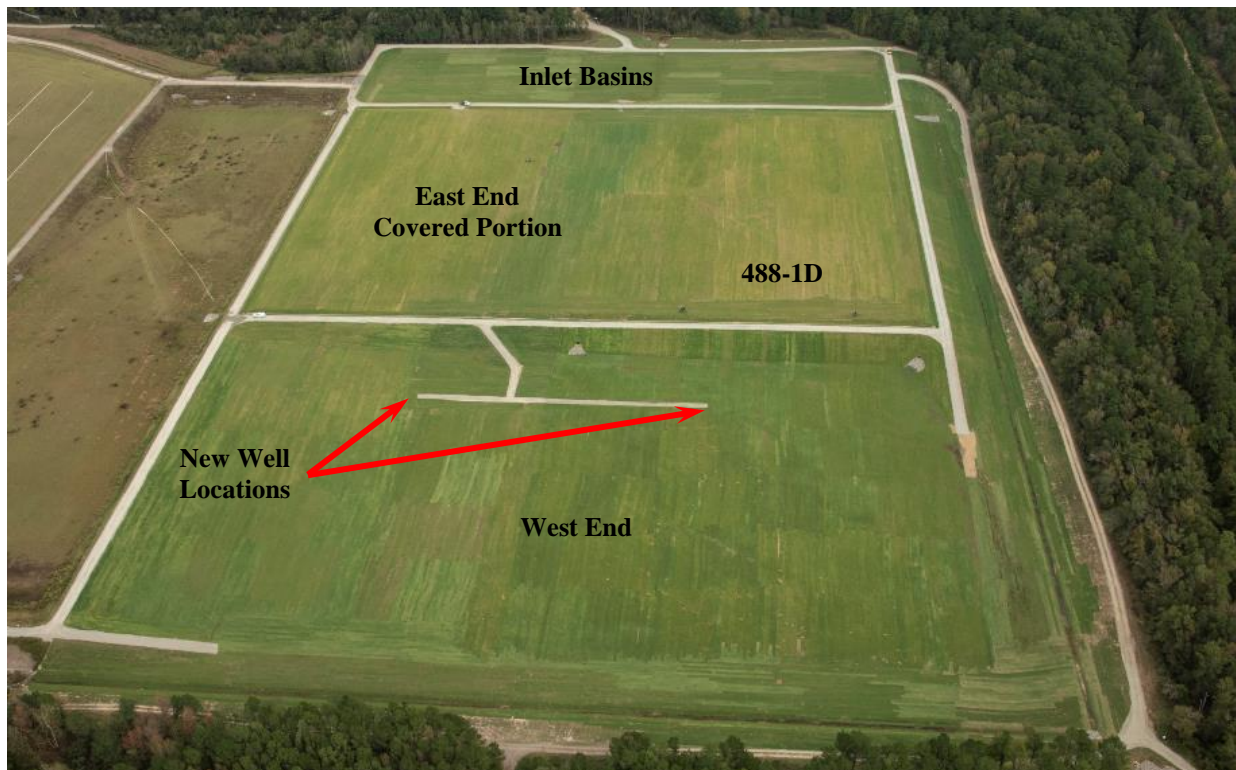 Inlet Basins
East End
Covered Portion
488-1D
New Well
Locations
West End